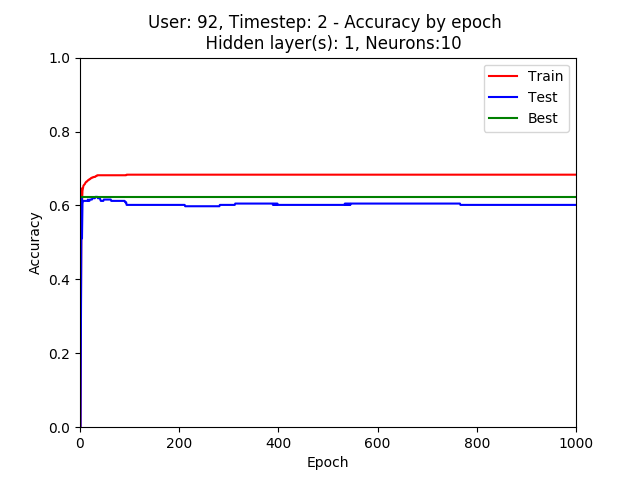 User: 92, Timestep: 2 - Accuracy by epoch
Hidden layer(s): 1, Neurons:10
1.0
0.8
0.6
0.4
0.2
0.0
Accuracy
Train
Test
Best
0 200 400 600 800 1000
Epoch